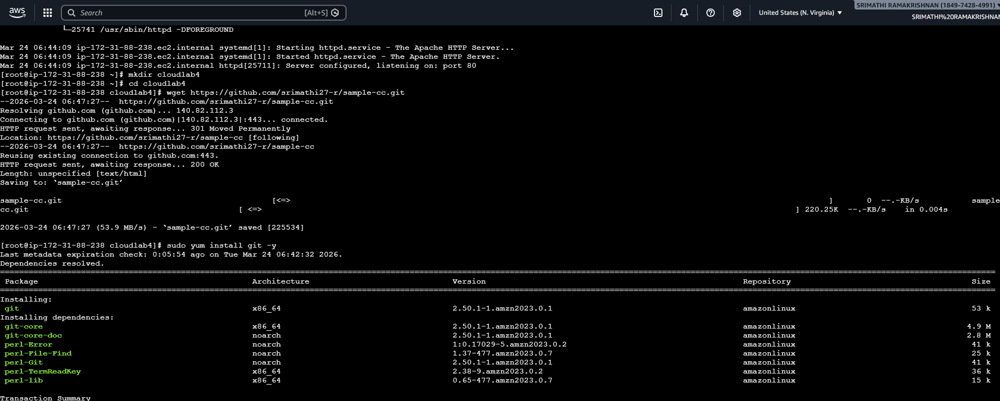 aws
Search [Alt+S]
United States (N. Virginia)
SRIMATHI RAMAKRISHNAN (1849-7428-4991)
SRIMATHI%20RAMAKRISHNAN
└─25741 /usr/sbin/httpd -DFOREGROUND
Mar 24 06:44:09 ip-172-31-88-238.ec2.internal systemd[1]: Starting httpd.service - The Apache HTTP Server...
Mar 24 06:44:09 ip-172-31-88-238.ec2.internal systemd[1]: Started httpd.service - The Apache HTTP Server.
Mar 24 06:44:09 ip-172-31-88-238.ec2.internal httpd[25711]: Server configured, listening on: port 80
[root@ip-172-31-88-238 ~]# mkdir cloudlab4
[root@ip-172-31-88-238 ~]# cd cloudlab4
[root@ip-172-31-88-238 cloudlab4]# wget https://github.com/srimathi27-r/sample-cc.git
--2026-03-24 06:47:27-- https://github.com/srimathi27-r/sample-cc.git
Resolving github.com (github.com)... 140.82.112.3
Connecting to github.com (github.com)|140.82.112.3|:443... connected.
HTTP request sent, awaiting response... 301 Moved Permanently
Location: https://github.com/srimathi27-r/sample-cc [following]
--2026-03-24 06:47:27-- https://github.com/srimathi27-r/sample-cc
Reusing existing connection to github.com:443.
HTTP request sent, awaiting response... 200 OK
Length: unspecified [text/html]
Saving to: ‘sample-cc.git’
sample-cc.git [<=> ] 0 --.-KB/s sample
cc.git [ <=> ] 220.25K --.-KB/s in 0.004s
2026-03-24 06:47:27 (53.9 MB/s) - ‘sample-cc.git’ saved [225534]
[root@ip-172-31-88-238 cloudlab4]# sudo yum install git -y
Last metadata expiration check: 0:05:54 ago on Tue Mar 24 06:42:32 2026.
Dependencies resolved.
Package Architecture Version Repository Size
Installing:
git x86_64 2.50.1-1.amzn2023.0.1 amazonlinux 53 k
Installing dependencies:
git-core x86_64 2.50.1-1.amzn2023.0.1 amazonlinux 4.9 M
git-core-doc noarch 2.50.1-1.amzn2023.0.1 amazonlinux 2.8 M
perl-Error noarch 1:0.17029-5.amzn2023.0.2 amazonlinux 41 k
perl-File-Find noarch 1.37-477.amzn2023.0.7 amazonlinux 25 k
perl-Git noarch 2.50.1-1.amzn2023.0.1 amazonlinux 41 k
perl-TermReadKey x86_64 2.38-9.amzn2023.0.2 amazonlinux 36 k
perl-lib x86_64 0.65-477.amzn2023.0.7 amazonlinux 15 k
Transaction Summary